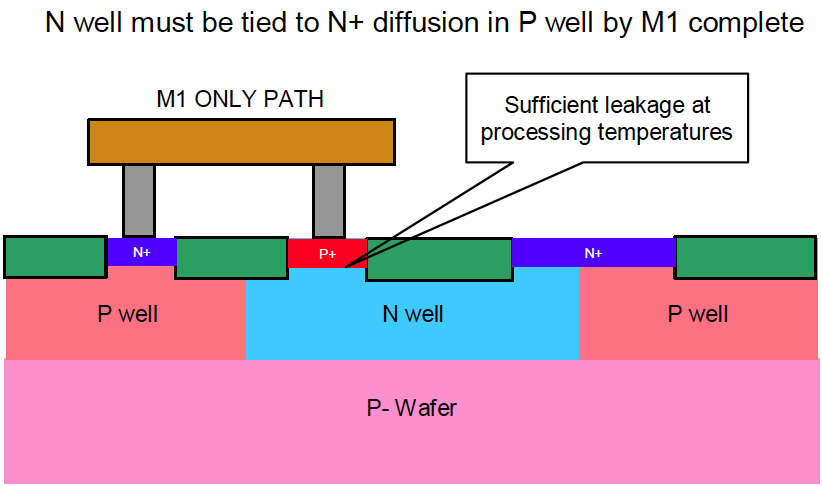 N well must be tied to N+ diffusion in P well by M1 complete
M1 ONLY PATH
Sufficient leakage at
processing temperatures
N+
P+
N+
P well
N well
P well
P- Wafer